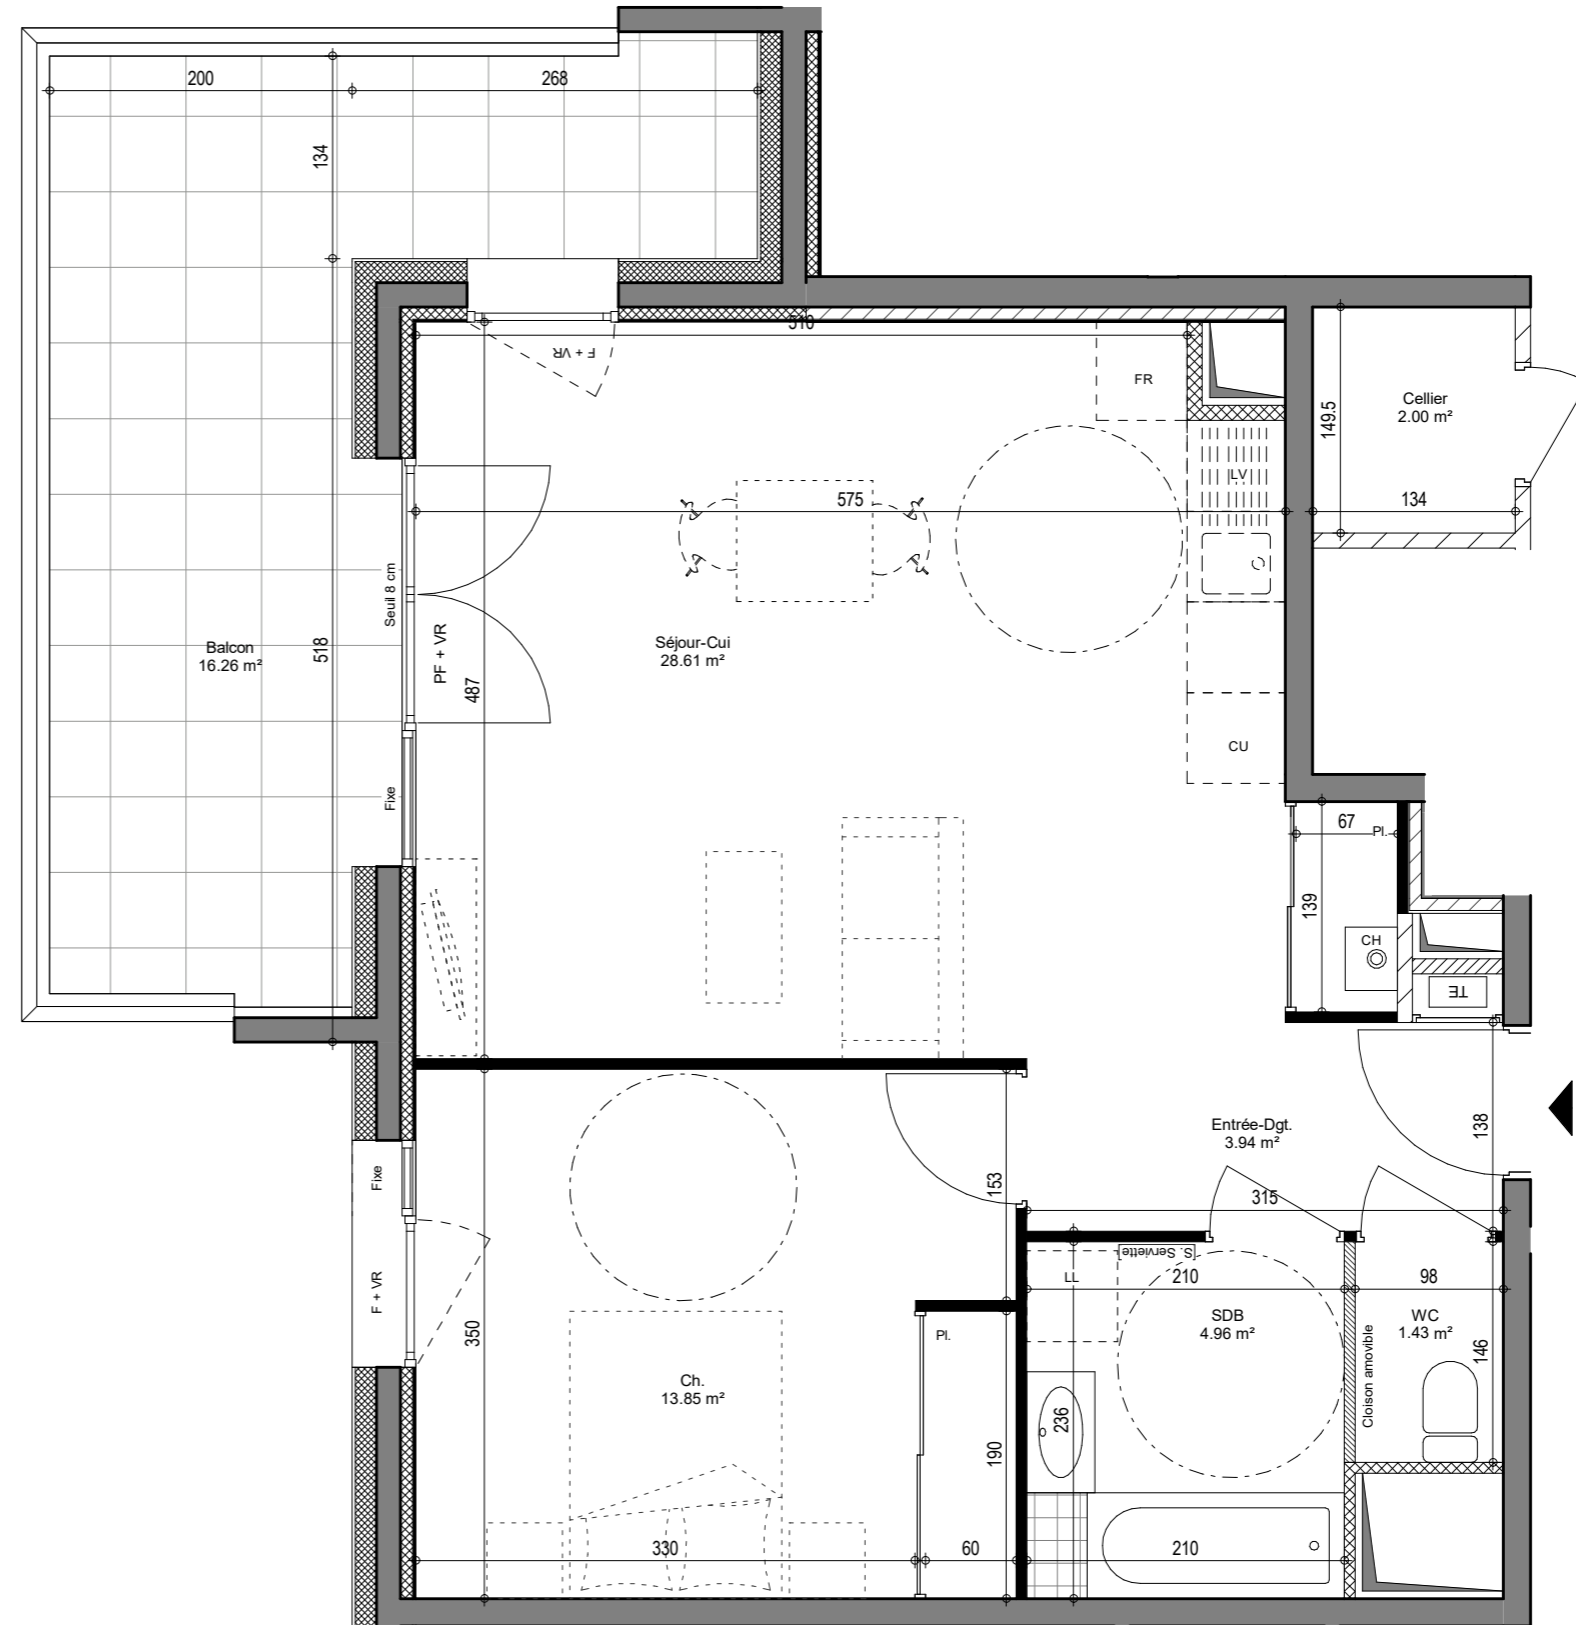 200
268
134
510
F + VR
FR
Cellier
2.00 m²
149.5
134
LV
575
Seuil 8 cm
PF + VR
Balcon
16.26 m²
518
487
Séjour-Cui
28.61 m²
CU
Fixe
67
Pl.
139
CH
TE
138
Entrée-Dgt.
3.94 m²
315
153
Fixe
F + VR
350
S. Serviette
LL
210
98
SDB
4.96 m²
WC
1.43 m²
146
Cloison amovible
Pl.
Ch.
13.85 m²
236
190
330
60
210